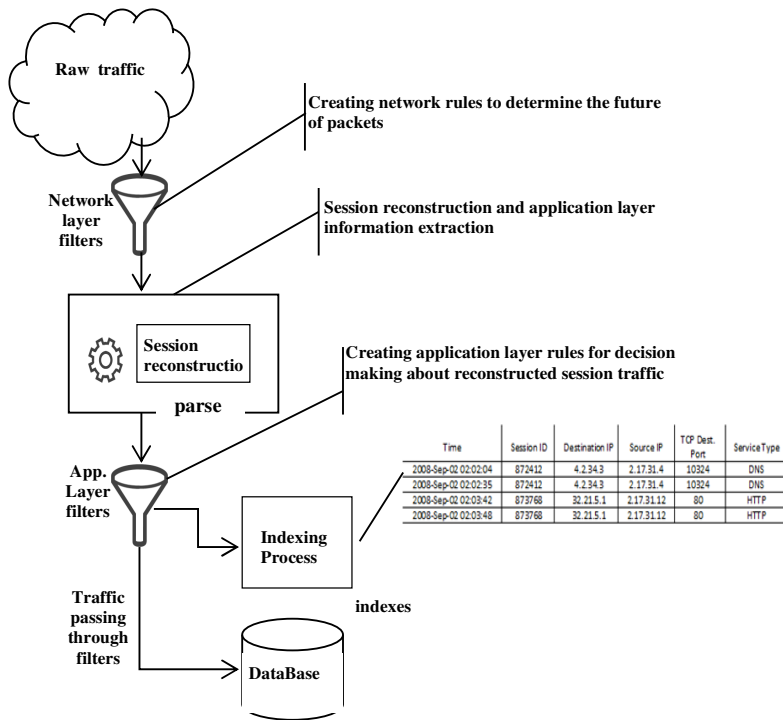 Raw traffic
Creating network rules to determine the future
of packets
Network
layer
filters
Session reconstruction and application layer
information extraction
Session
reconstructio
parse
Creating application layer rules for decision
making about reconstructed session traffic
App.
Layer
filters
Time Session ID Destination IP Source IP TCP Dest. Port Service Type
2008-Sep-02 02:02:04 872412 4.2.34.3 2.17.31.4 10324 DNS
2008-Sep-02 02:02:35 872412 4.2.34.3 2.17.31.4 10324 DNS
2008-Sep-02 02:03:42 873768 32.21.5.1 2.17.31.12 80 HTTP
2008-Sep-02 02:03:48 873768 32.21.5.1 2.17.31.12 80 HTTP
Indexing
Process
indexes
Traffic
passing
through
filters
DataBase